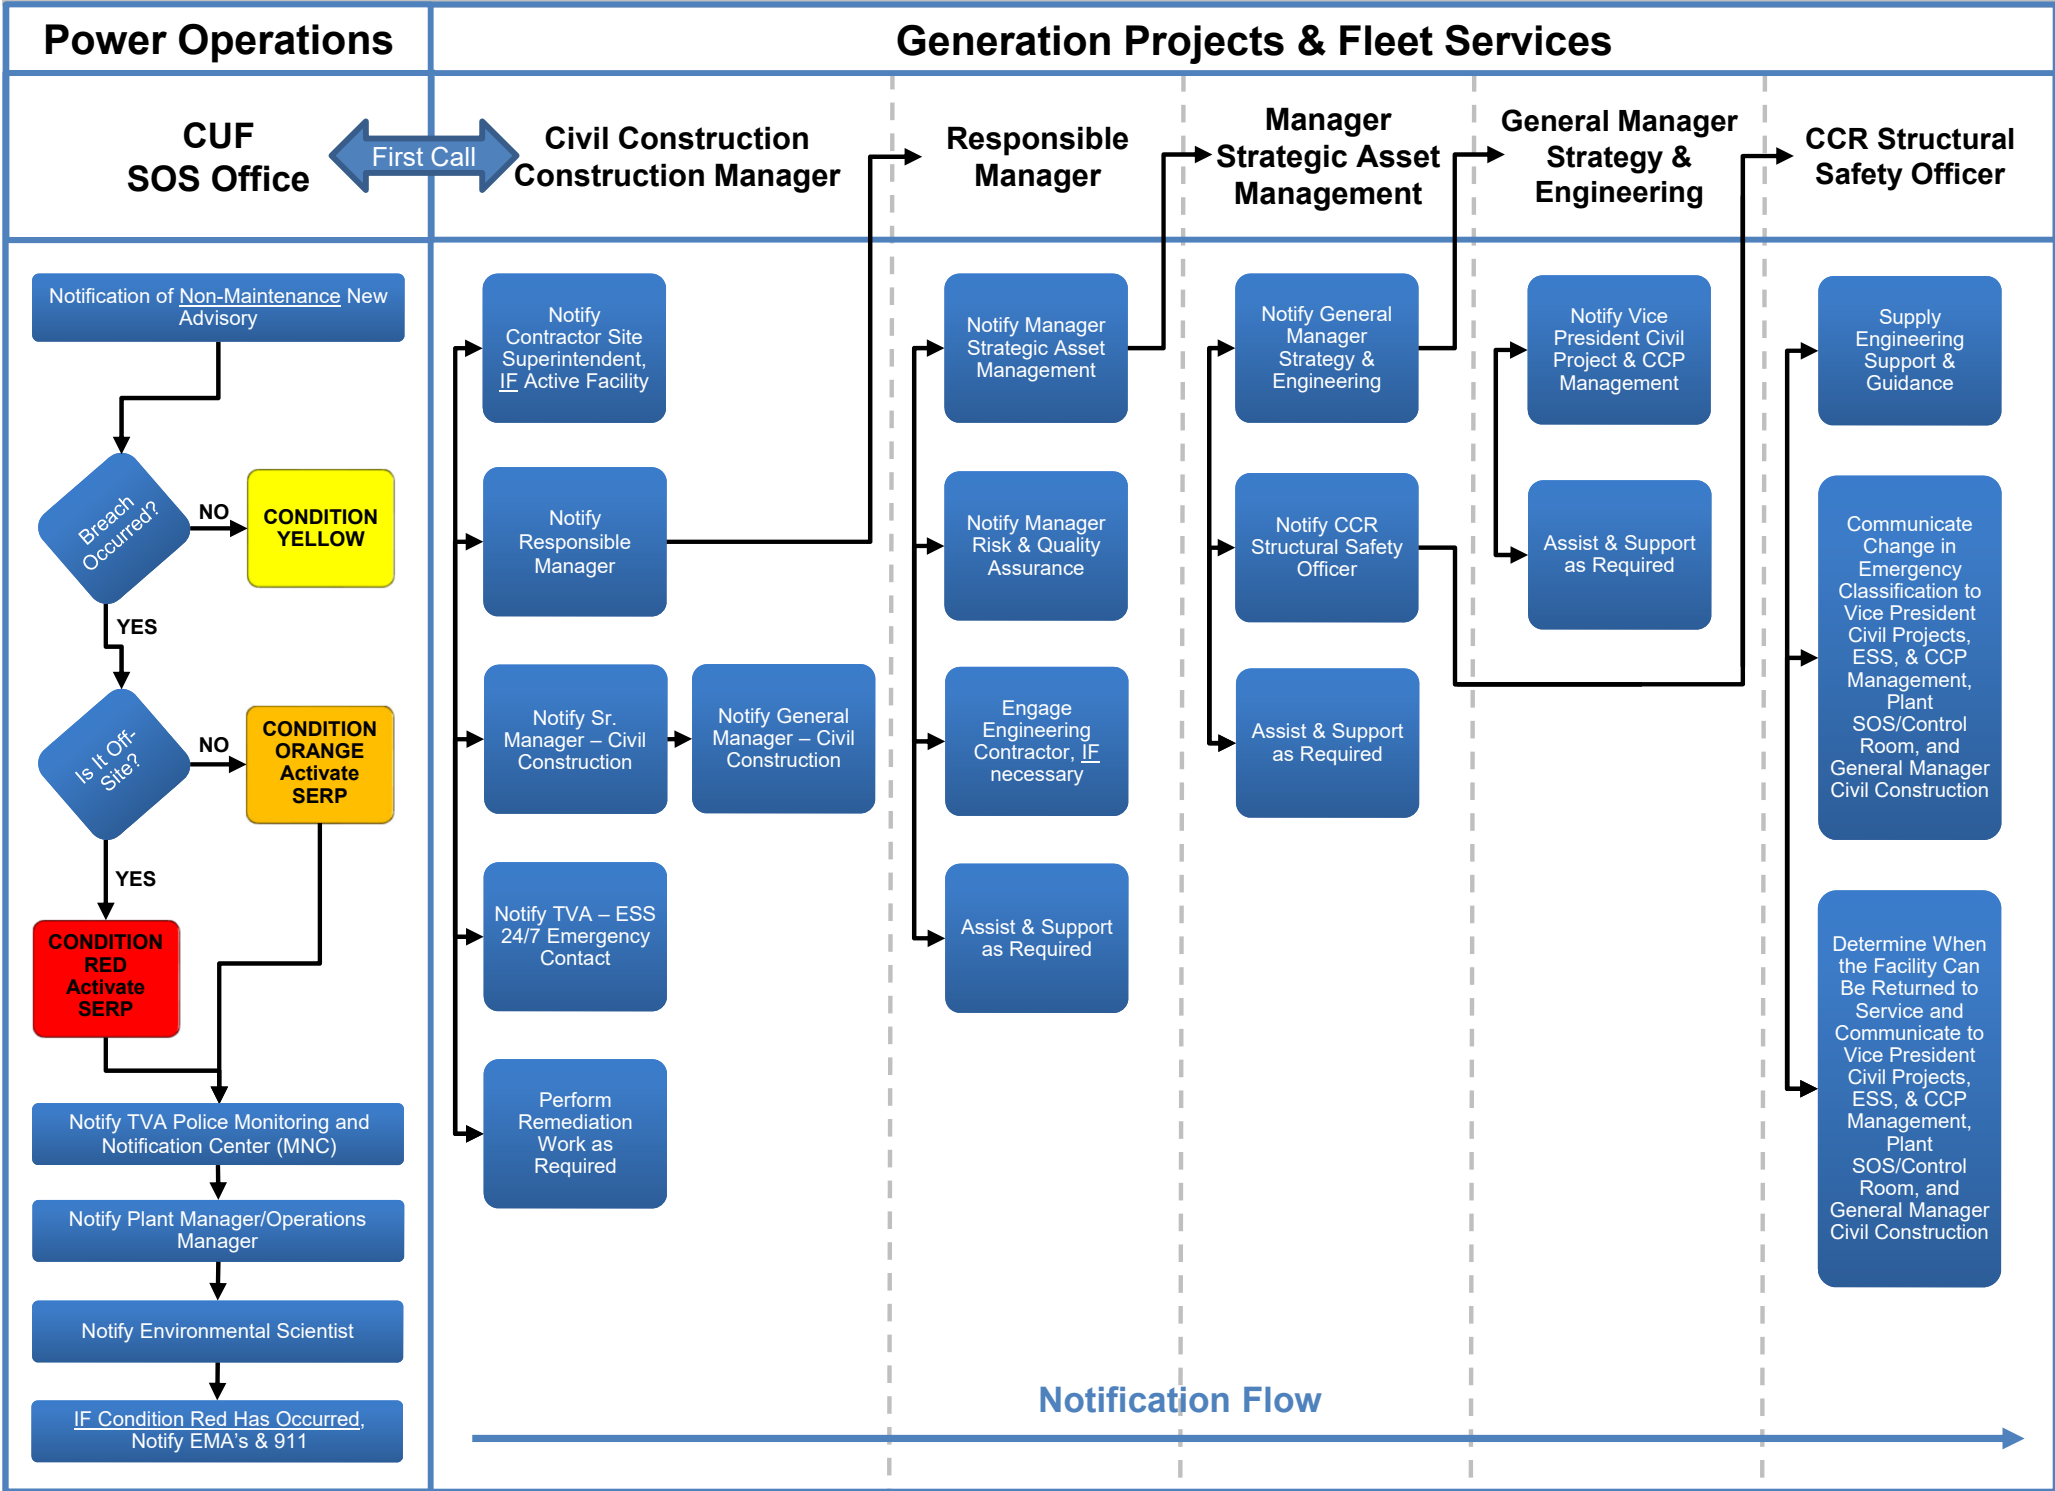 Power Operations
Generation Projects & Fleet Services
CUF
SOS Office
First Call
Civil Construction
Construction Manager
Responsible
Manager
Manager
Strategic Asset
Management
General Manager
Strategy &
Engineering
CCR Structural
Safety Officer
Notification of Non-Maintenance New
Advisory
Breach
Occurred?
NO
CONDITION
YELLOW
YES
Is It Off-
Site?
NO
CONDITION
ORANGE
Activate
SERP
YES
CONDITION
RED
Activate
SERP
Notify TVA Police Monitoring and
Notification Center (MNC)
Notify Plant Manager/Operations
Manager
Notify Environmental Scientist
IF Condition Red Has Occurred,
Notify EMA’s & 911
Notify
Contractor Site
Superintendent,
IF Active Facility
Notify
Responsible
Manager
Notify Sr.
Manager – Civil
Construction
Notify General
Manager – Civil
Construction
Notify TVA – ESS
24/7 Emergency
Contact
Perform
Remediation
Work as
Required
Notify Manager
Strategic Asset
Management
Notify Manager
Risk & Quality
Assurance
Engage
Engineering
Contractor, IF
necessary
Assist & Support
as Required
Notify General
Manager
Strategy &
Engineering
Notify CCR
Structural Safety
Officer
Assist & Support
as Required
Notify Vice
President Civil
Project & CCP
Management
Assist & Support
as Required
Supply
Engineering
Support &
Guidance
Communicate
Change in
Emergency
Classification to
Vice President
Civil Projects,
ESS, & CCP
Management,
Plant
SOS/Control
Room, and
General Manager
Civil Construction
Determine When
the Facility Can
Be Returned to
Service and
Communicate to
Vice President
Civil Projects,
ESS, & CCP
Management,
Plant
SOS/Control
Room, and
General Manager
Civil Construction
Notification Flow